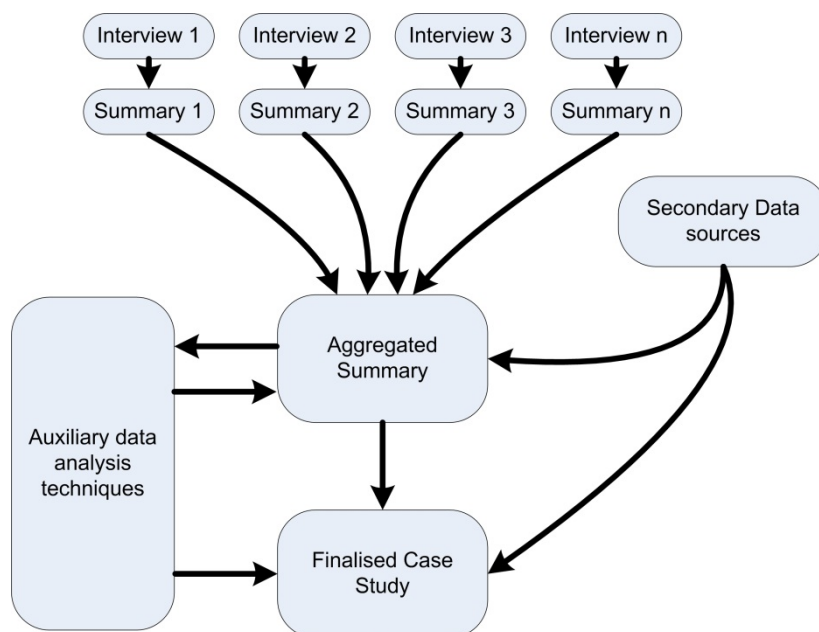 Interview 1
Interview 2
Interview 3
Interview n
Summary 1
Summary 2
Summary 3
Summary n
Secondary Data
sources
Aggregated
Summary
Auxiliary data
analysis
techniques
Finalised Case
Study